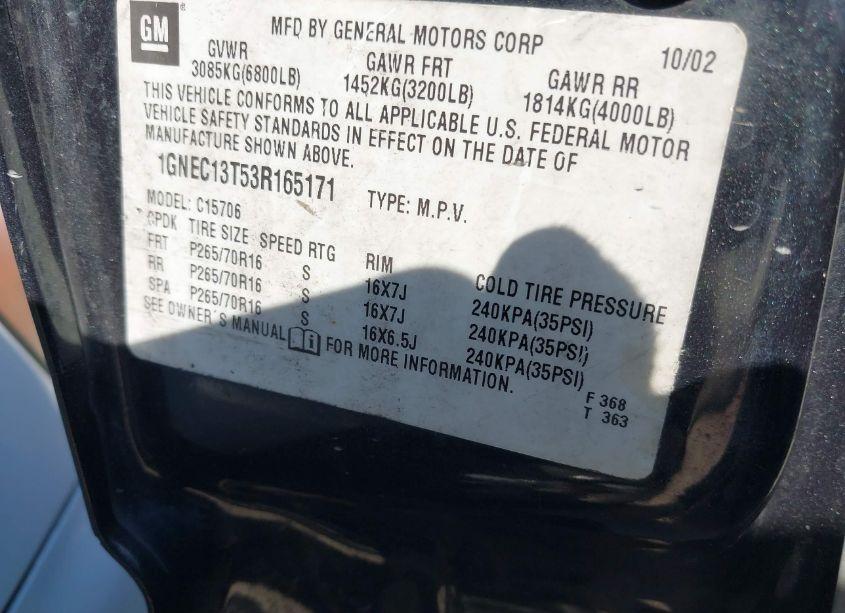 GM
MFD BY GENERAL MOTORS CORP 10/02
GVWR GAWR FRT GAWR RR
3085KG(6800LB) 1452KG(3200LB) 1814KG(4000LB)
THIS VEHICLE CONFORMS TO ALL APPLICABLE U.S. FEDERAL MOTOR
VEHICLE SAFETY STANDARDS IN EFFECT ON THE DATE OF
MANUFACTURE SHOWN ABOVE.
1GNEC13T53R165171 TYPE: M.P.V.
MODEL: C15706
CPDK TIRE SIZE SPEED RTG RIM COLD TIRE PRESSURE
FRT P265/70R16 S 16X7J 240KPA(35PSI)
RR P265/70R16 S 16X7J 240KPA(35PSI)
SPA P265/70R16 S 16X6.5J 240KPA(35PSI)
SEE OWNER'S MANUAL i FOR MORE INFORMATION.
F 368
T 363